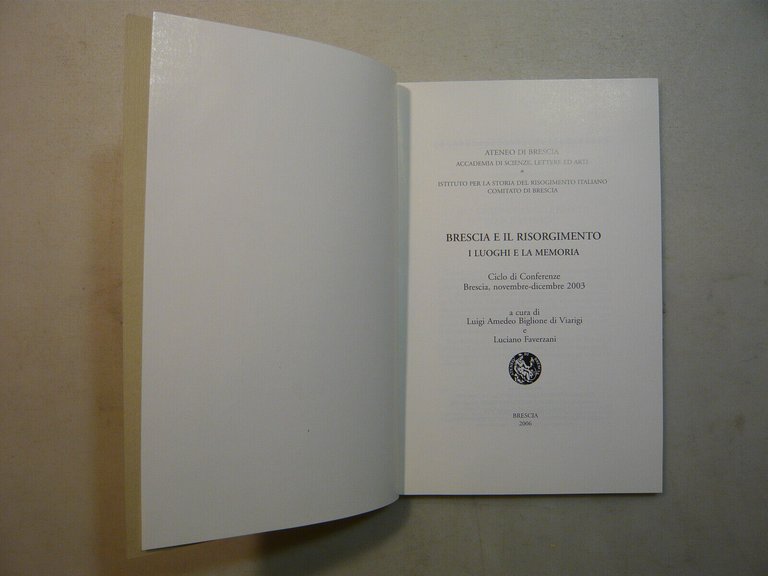 ATENEO DI BRESCIA
ACCADEMIA DI SCIENZE, LETTERE ED ARTI
*
ISTITUTO PER LA STORIA DEL RISOGIMENTO ITALIANO
COMITATO DI BRESCIA
BRESCIA E IL RISORGIMENTO
I LUOGHI E LA MEMORIA
Ciclo di Conferenze
Brescia, novembre-dicembre 2003
a cura di
Luigi Amedeo Biglione di Viarigi
e
Luciano Faverzani
BRESCIA
2006